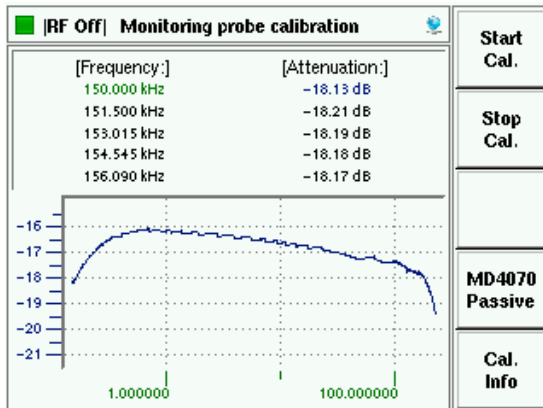 |RF Off| Monitoring probe calibration
[Frequency:] [Attenuation:]
150.000 kHz -18.13 dB
151.500 kHz -18.21 dB
153.015 kHz -18.19 dB
154.545 kHz -18.18 dB
156.090 kHz -18.17 dB
-16
-17
-18
-19
-20
-21
1.000000 100.000000
Start
Cal.
Stop
Cal.
MD4070
Passive
Cal.
Info